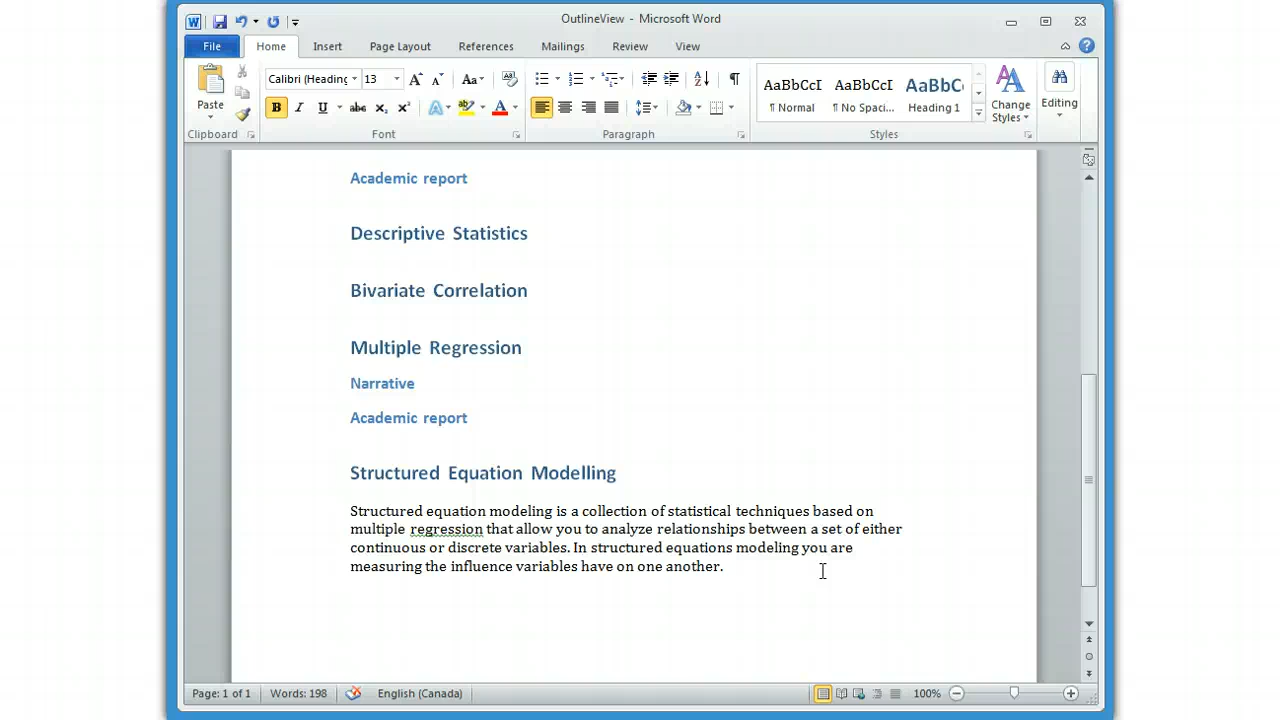 OutlineView - Microsoft Word
File Home Insert Page Layout References Mailings Review View
Paste
Calibri (Heading 13
AaBbCcI AaBbCcI AaBbC
¶ Normal ¶ No Spaci... Heading 1
Change Styles
Editing
Clipboard Font Paragraph Styles
Academic report
Descriptive Statistics
Bivariate Correlation
Multiple Regression
Narrative
Academic report
Structured Equation Modelling
Structured equation modeling is a collection of statistical techniques based on
multiple regression that allow you to analyze relationships between a set of either
continuous or discrete variables. In structured equations modeling you are
measuring the influence variables have on one another.
Page: 1 of 1 Words: 198 English (Canada) 100%